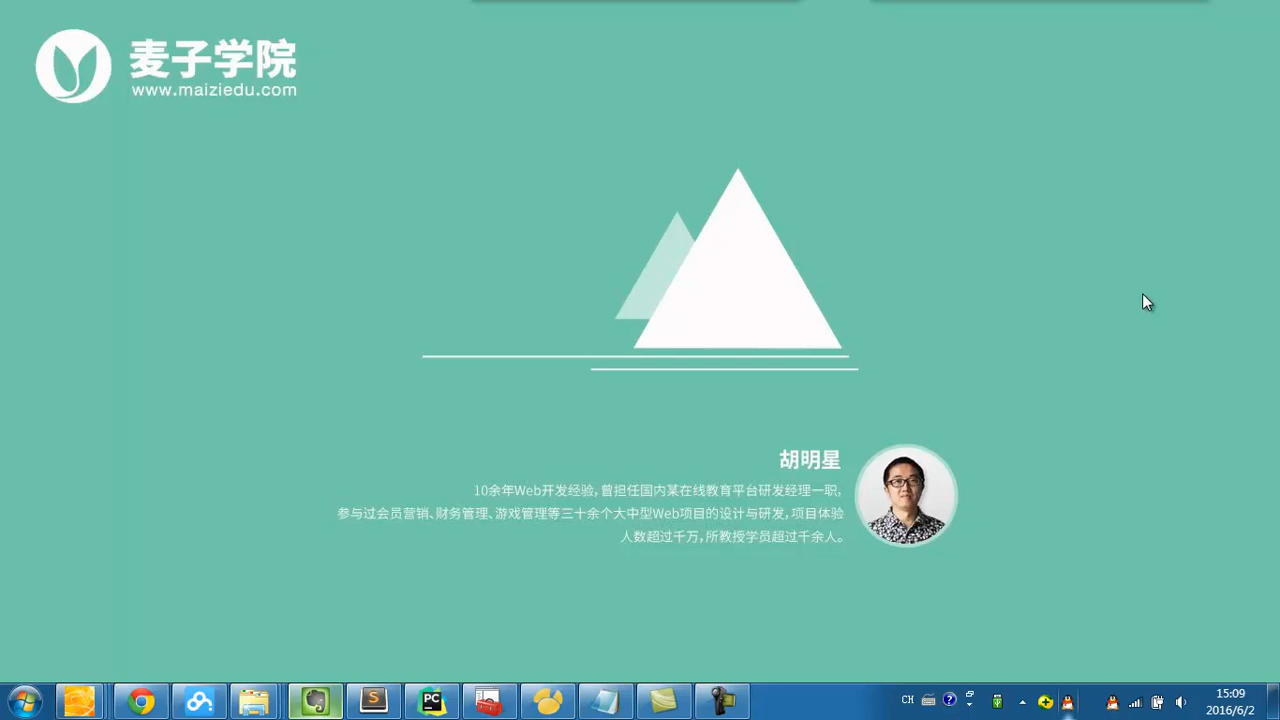 麦子学院
www.maiziedu.com
胡明星
10余年Web开发经验,曾担任国内某在线教育平台研发经理一职,
参与过会员营销、财务管理、游戏管理等三十余个大中型Web项目的设计与研发,项目体验
人数超过千万,所教授学员超过千余人。
S
PC
CH
15:09
2016/6/2